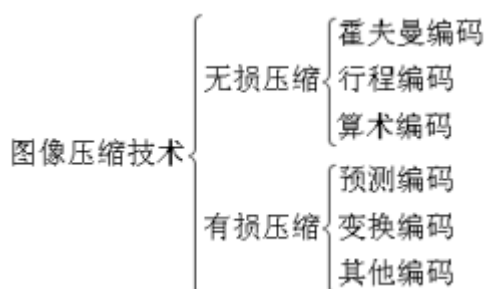 图像压缩技术
无损压缩
霍夫曼编码
行程编码
算术编码
有损压缩
预测编码
变换编码
其他编码